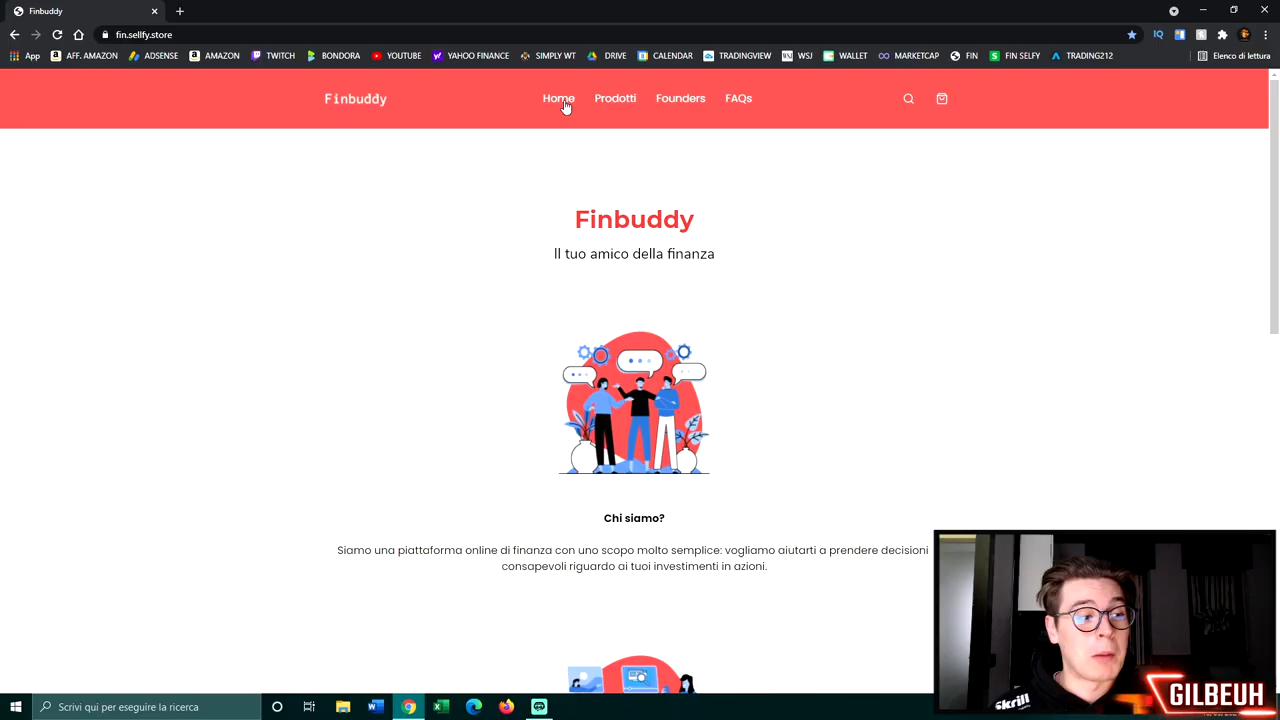 Finbuddy
fin.selfy.store
App AFF. AMAZON ADSENSE AMAZON TWITCH BONDORA YOUTUBE YAHOO FINANCE SIMPLY WT DRIVE CALENDAR TRADINGVIEW WSJ WALLET MARKETCAP FIN FIN SELFY TRADING212 Elenco di lettura
Finbuddy Home Prodotti Founders FAQs
Finbuddy
Il tuo amico della finanza
Chi siamo?
Siamo una piattaforma online di finanza con uno scopo molto semplice: vogliamo aiutarti a prendere decisioni
consapevoli riguardo ai tuoi investimenti in azioni.
skrill
GILBEUH
Scrivi qui per eseguire la ricerca